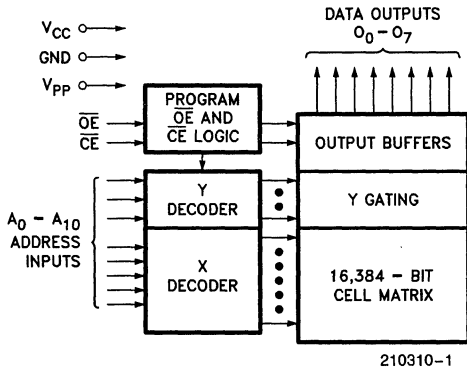 DATA OUTPUTS
O0 – O7
VCC
GND
VPP
OE
CE
PROGRAM
OE AND
CE LOGIC
OUTPUT BUFFERS
Y
DECODER
Y GATING
A0 – A10
ADDRESS
INPUTS
X
DECODER
16,384 – BIT
CELL MATRIX
210310-1